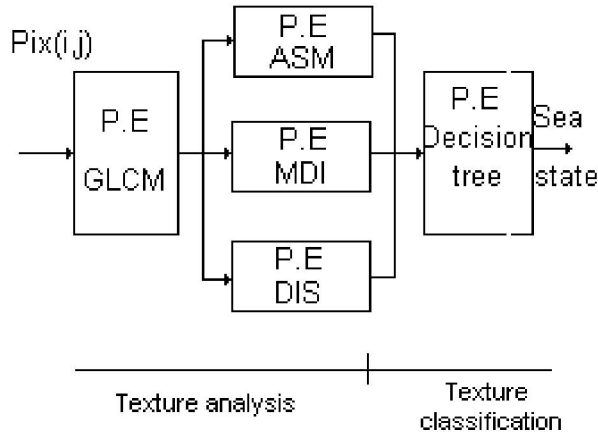 Pix(i,j)
P.E
GLCM
P.E
ASM
P.E
MDI
P.E
DIS
P.E
Decision
tree
Sea
state
Texture analysis
Texture
classification